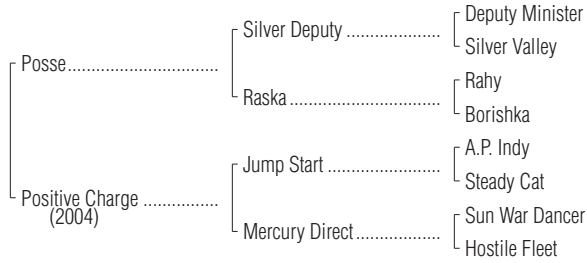 Deputy Minister
Silver Deputy ....................
Silver Valley
Posse.................................
Rahy
Raska .................................
Borishka
A.P. Indy
Jump Start ........................
Steady Cat
Positive Charge ................
(2004)
Sun War Dancer
Mercury Direct..................
Hostile Fleet